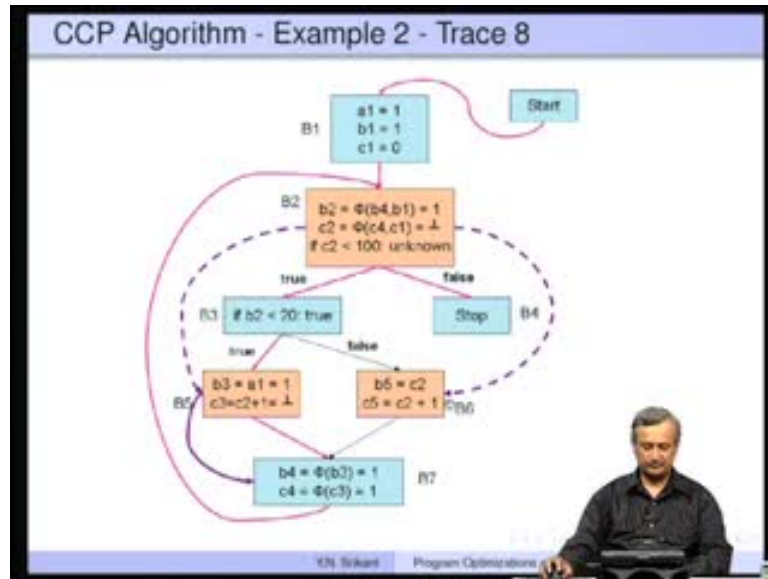 CCP Algorithm - Example 2 - Trace 8
Start
B1
a1 = 1
b1 = 1
c1 = 0
B2
b2 = Φ(b4,b1) = 1
c2 = Φ(c4,c1) = ⊥
if c2 < 100: unknown
true
false
B3
if b2 < 20: true
Stop
B4
true
false
B5
b3 = a1 = 1
c3=c2+1= ⊥
b5 = c2
c5 = c2 + 1
B6
b4 = Φ(b3) = 1
c4 = Φ(c3) = 1
B7
Y.N. Srikant
Program Optimizations